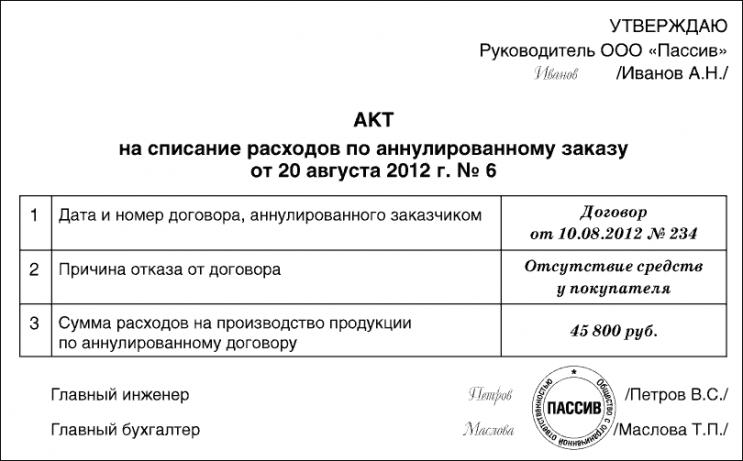 УТВЕРЖДАЮ
Руководитель ООО «Пассив»
Иванов /Иванов А.Н./
АКТ
на списание расходов по аннулированному заказу
от 20 августа 2012 г. № 6
1 Дата и номер договора, аннулированного заказчиком Договор
от 10.08.2012 № 234
2 Причина отказа от договора Отсутствие средств
у покупателя
3 Сумма расходов на производство продукции 45 800 руб.
по аннулированному договору
Главный инженер Петров /Петров В.С./
Главный бухгалтер Маслова /Маслова Т.П./
Общество с ограниченной ответственностью
ПАССИВ